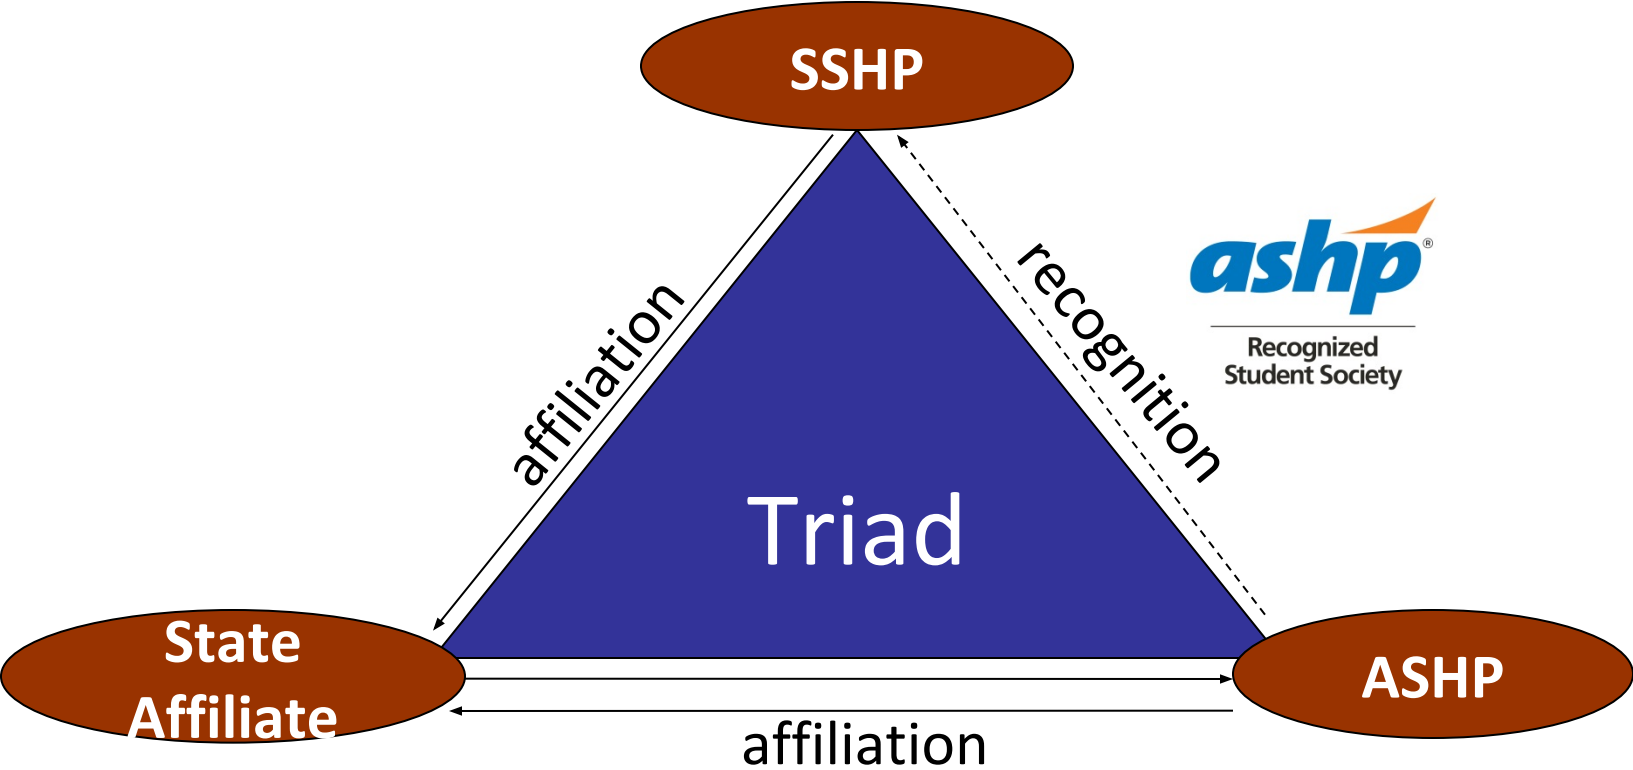 SSHP
affiliation
recognition
ashp®
Recognized
Student Society
Triad
State
Affiliate
ASHP
affiliation